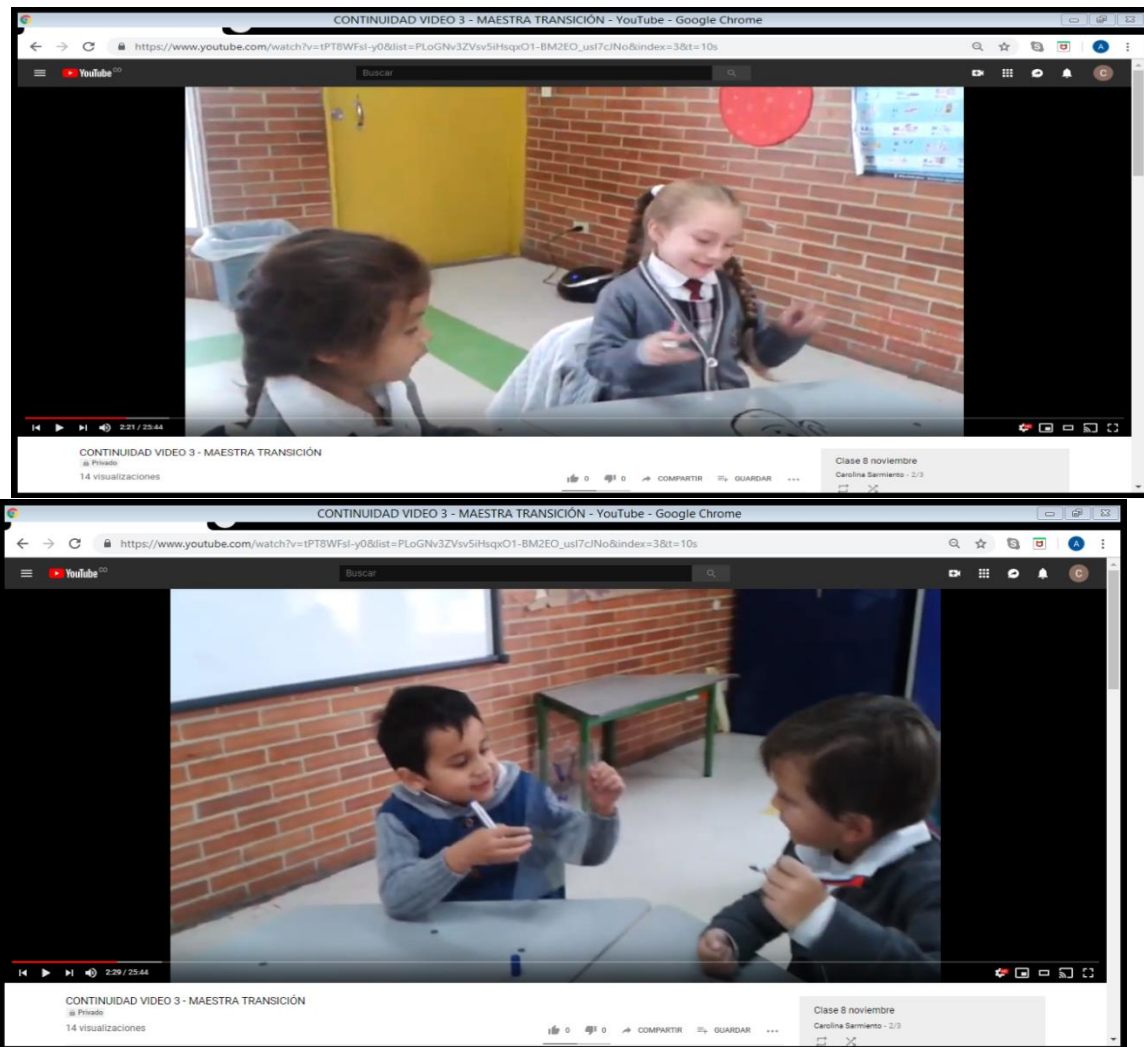 CONTINUIDAD VIDEO 3 - MAESTRA TRANSICIÓN - YouTube - Google Chrome
https://www.youtube.com/watch?v=tPT8WFsI-y0&list=PLoGNv3ZVsv5iHsqxO1-BM2EO_usI7cJNo&index=3&t=10s
A
YouTube CO
Buscar
C
2:21 / 25:44
CONTINUIDAD VIDEO 3 - MAESTRA TRANSICIÓN
Privado
14 visualizaciones
0 0 COMPARTIR GUARDAR ...
Clase 8 noviembre
Carolina Sarmiento - 2/3
CONTINUIDAD VIDEO 3 - MAESTRA TRANSICIÓN - YouTube - Google Chrome
https://www.youtube.com/watch?v=tPT8WFsI-y0&list=PLoGNv3ZVsv5iHsqxO1-BM2EO_usI7cJNo&index=3&t=10s
A
YouTube CO
Buscar
C
2:29 / 25:44
CONTINUIDAD VIDEO 3 - MAESTRA TRANSICIÓN
Privado
14 visualizaciones
0 0 COMPARTIR GUARDAR ...
Clase 8 noviembre
Carolina Sarmiento - 2/3